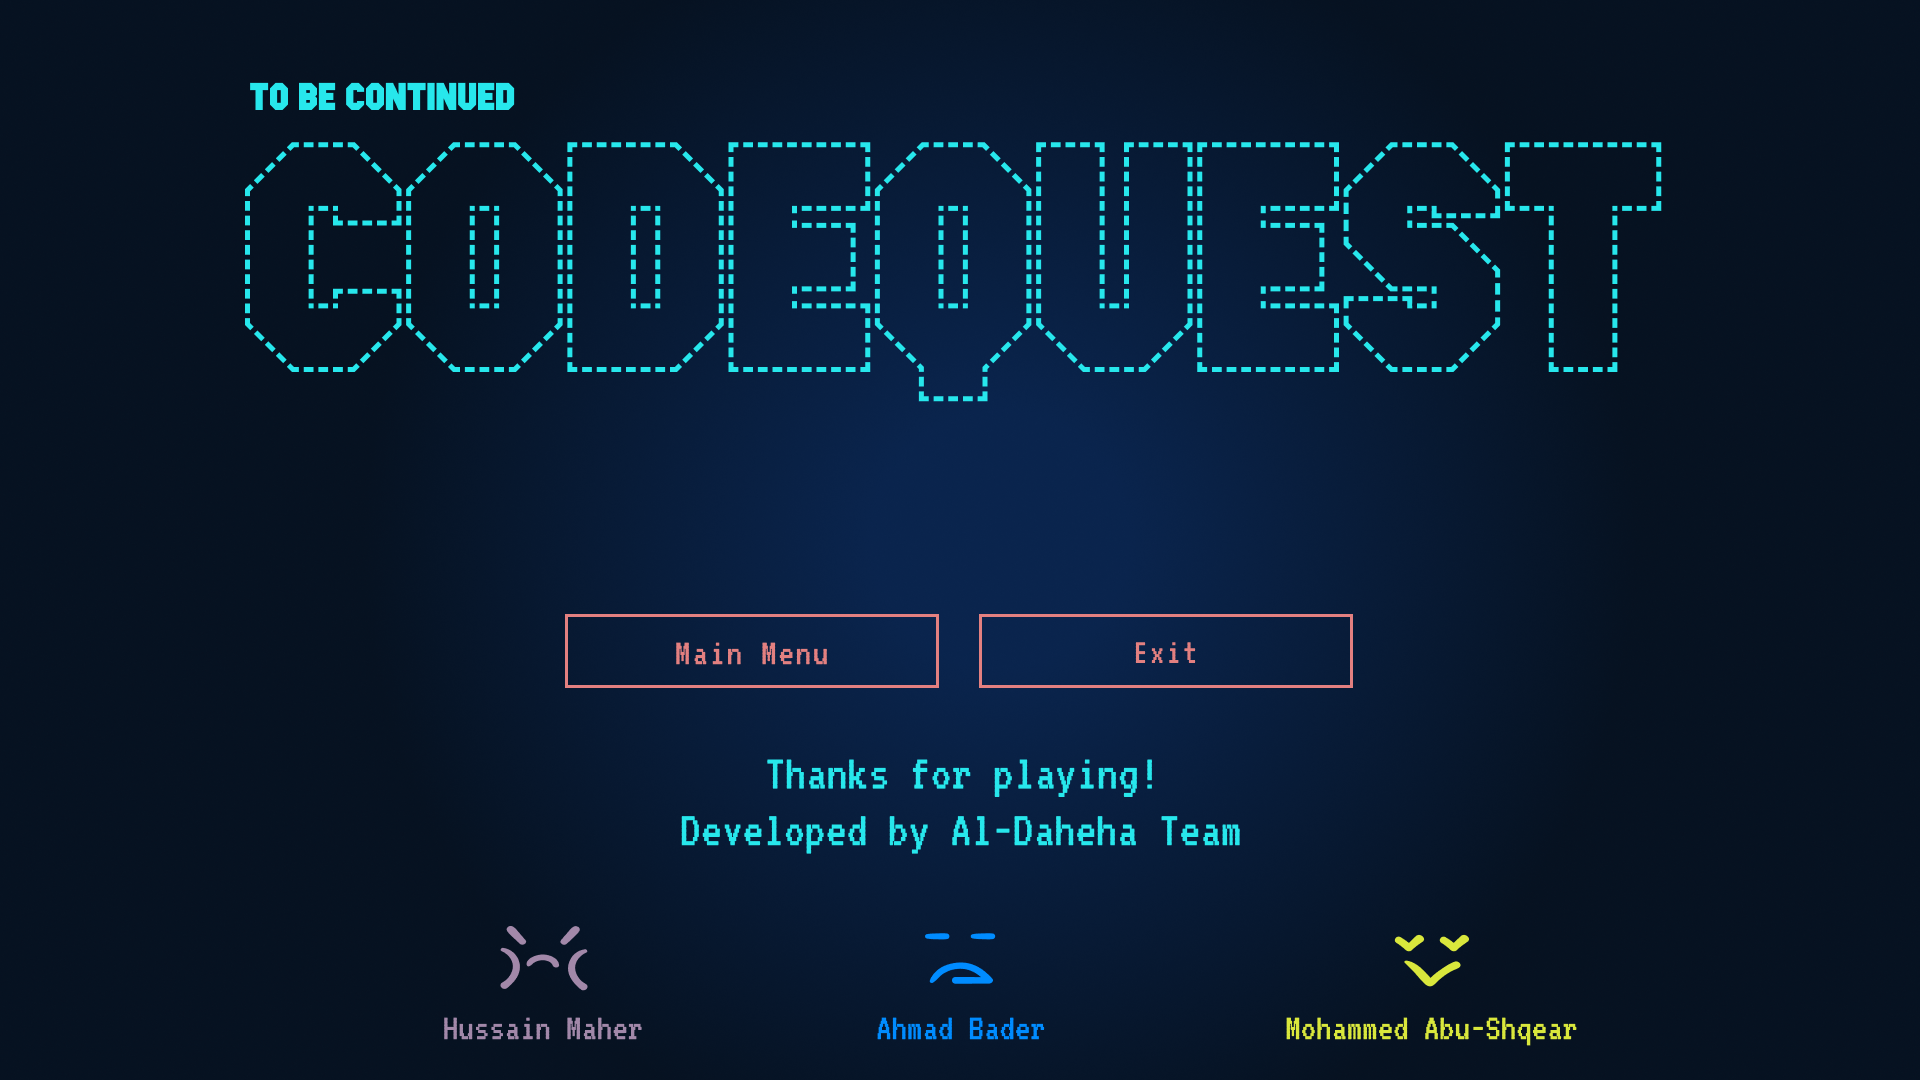 TO BE CONTINUED
CODEQUEST
Main Menu
Exit
Thanks for playing!
Developed by Al-Daheha Team
Hussain Maher
Ahmad Bader
Mohammed Abu-Shqear